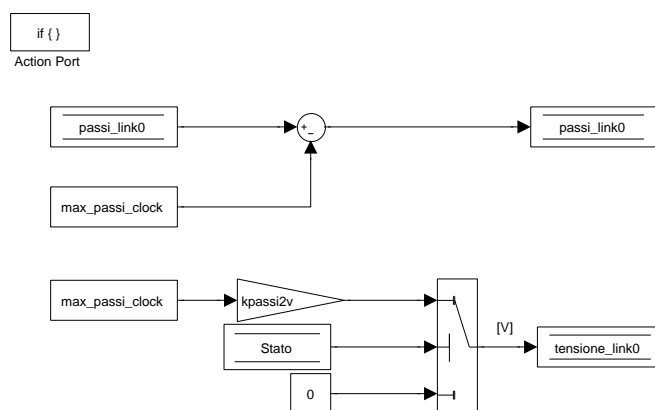 if { }
Action Port
passi_link0
+
−
passi_link0
max_passi_clock
max_passi_clock
kpassi2v
[V]
Stato
tensione_link0
0